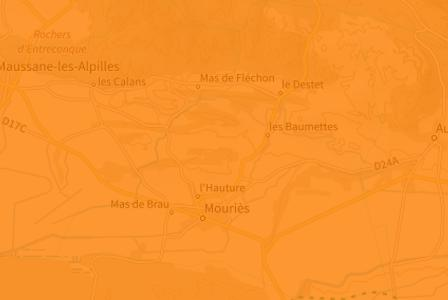 Rochers
d'Entreconque
Maussane-les-Alpilles
les Calans
Mas de Fléchon
le Destet
D17C
les Baumettes
D24A
l'Hauture
Mas de Brau
Mouriès